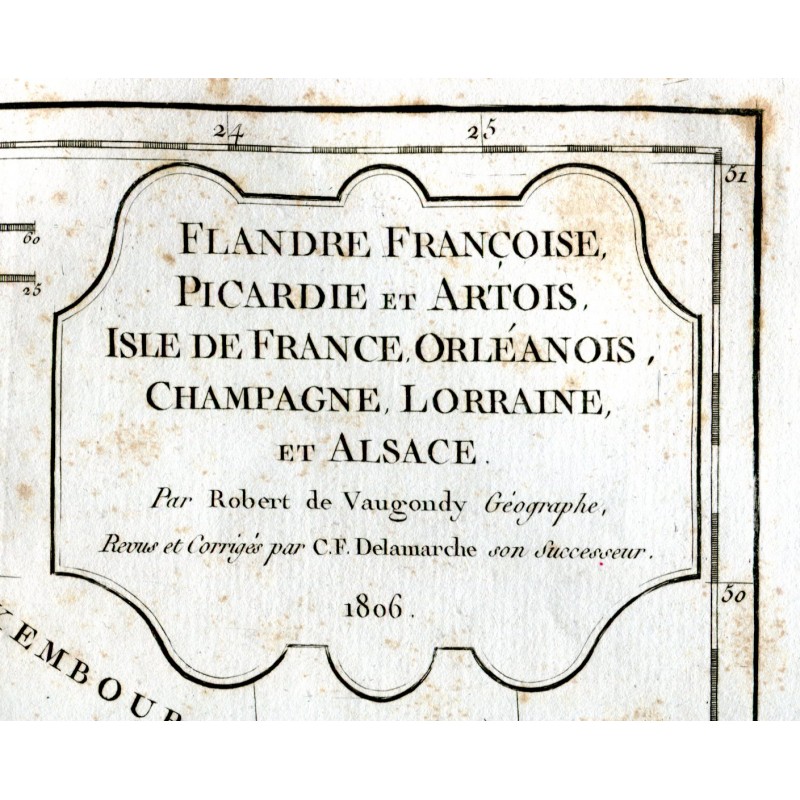 24 25
51
60
25
FLANDRE FRANÇOISE,
PICARDIE ET ARTOIS,
ISLE DE FRANCE, ORLÉANOIS,
CHAMPAGNE, LORRAINE,
ET ALSACE.
Par Robert de Vaugondy Géographe,
Revus et Corrigés par C.F. Delamarche son Successeur.
1806.
50
XEMBOUR